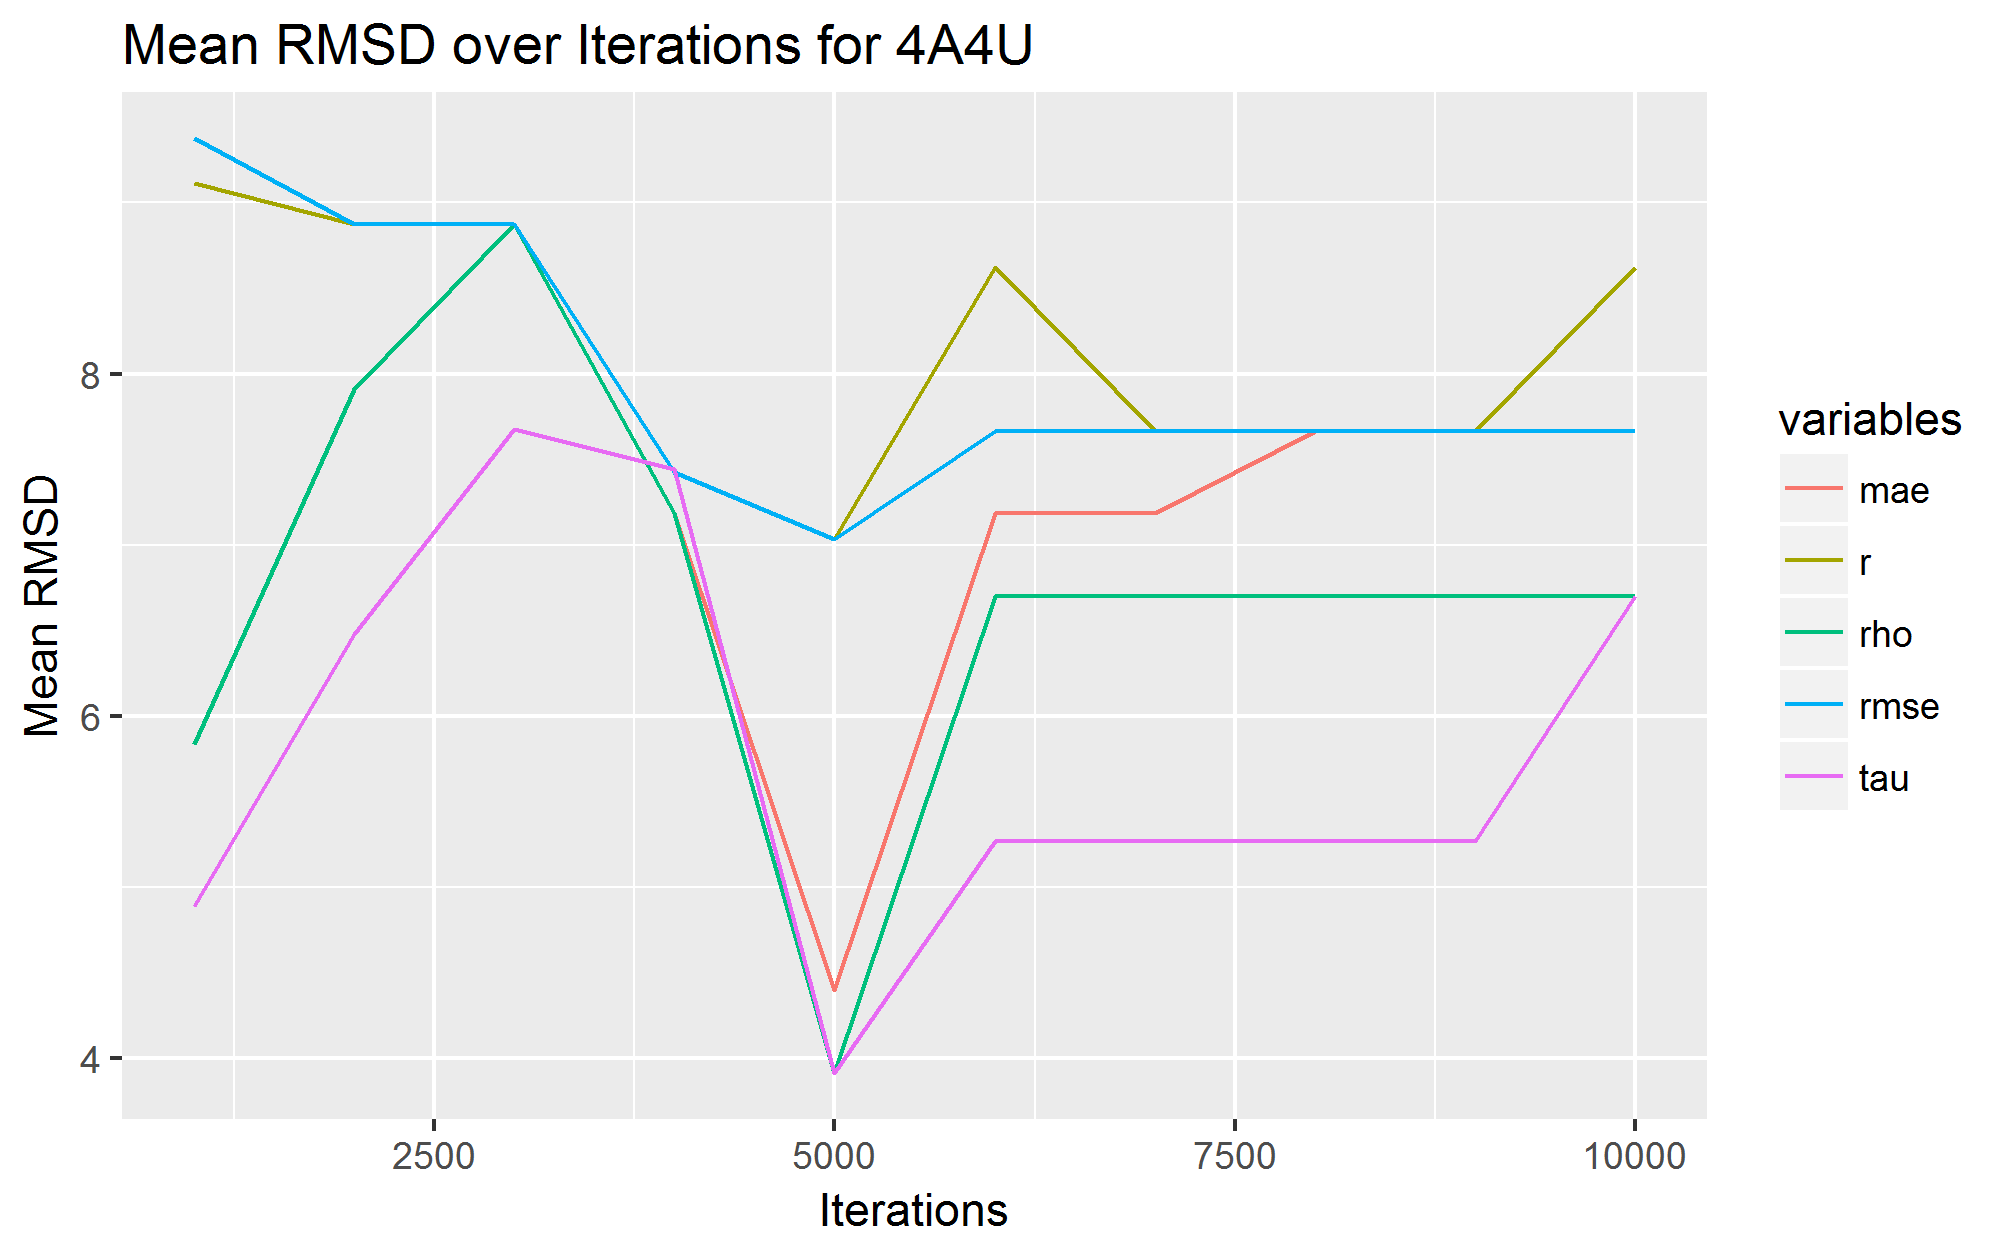 Mean RMSD over Iterations for 4A4U
Mean RMSD
8
6
4
2500 5000 7500 10000
Iterations
variables
mae
r
rho
rmse
tau